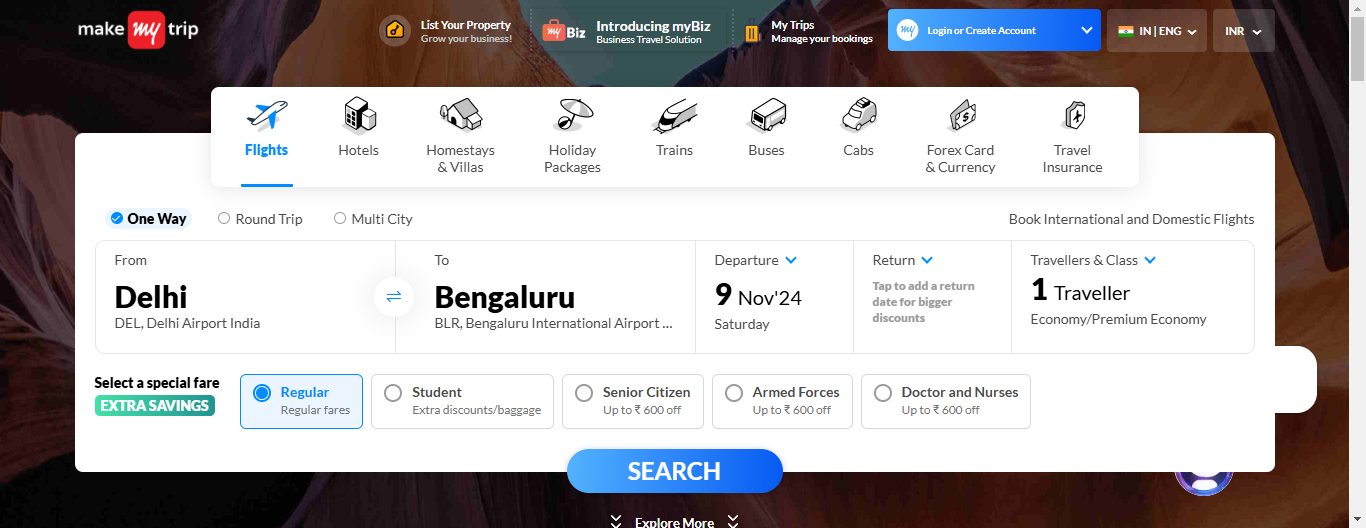 make my trip
List Your Property
Grow your business!
my Biz
Introducing myBiz
Business Travel Solution
My Trips
Manage your bookings
my
Login or Create Account
IN | ENG
INR
Flights
Hotels
Homestays
& Villas
Holiday
Packages
Trains
Buses
Cabs
Forex Card
& Currency
Travel
Insurance
One Way
Round Trip
Multi City
Book International and Domestic Flights
From
Delhi
DEL, Delhi Airport India
To
Bengaluru
BLR, Bengaluru International Airport ...
Departure
9 Nov'24
Saturday
Return
Tap to add a return
date for bigger
discounts
Travellers & Class
1 Traveller
Economy/Premium Economy
Select a special fare
EXTRA SAVINGS
Regular
Regular fares
Student
Extra discounts/baggage
Senior Citizen
Up to ₹ 600 off
Armed Forces
Up to ₹ 600 off
Doctor and Nurses
Up to ₹ 600 off
SEARCH
Explore More